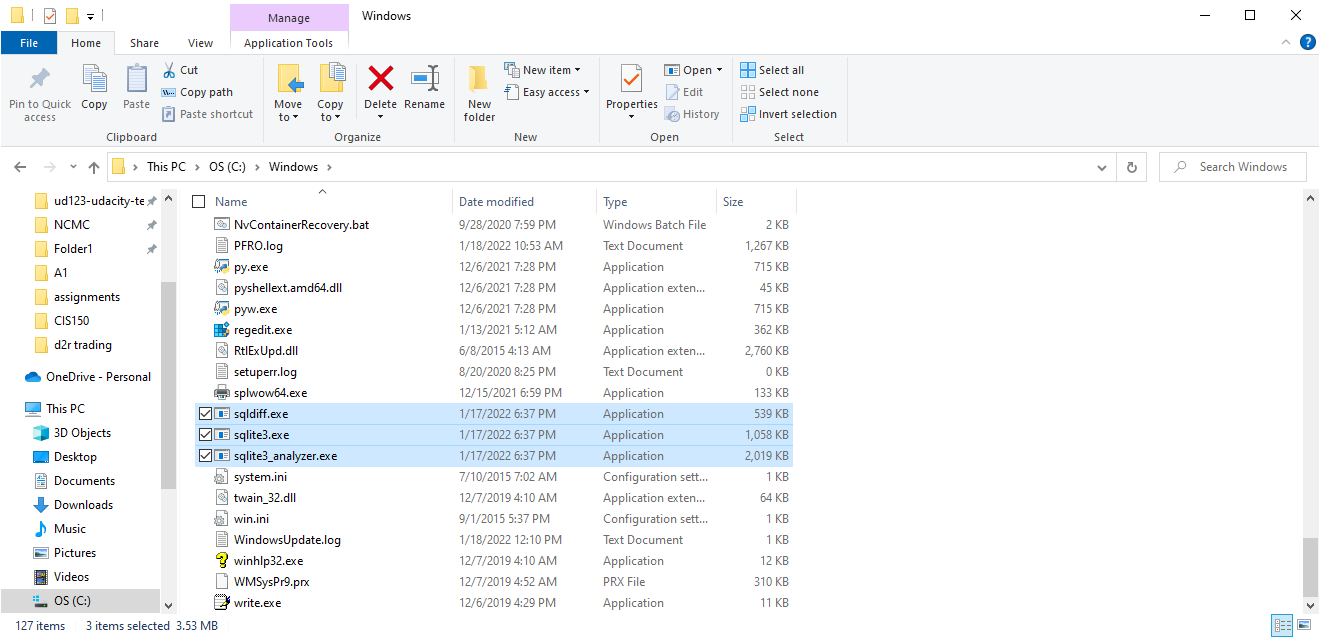 Manage
Windows
File
Home
Share
View
Application Tools
?
Pin to Quick access
Copy
Paste
Cut
Copy path
Paste shortcut
Clipboard
Move to
Copy to
Delete
Rename
Organize
New folder
New item
Easy access
New
Properties
Open
Edit
History
Open
Select all
Select none
Invert selection
Select
This PC > OS (C:) > Windows >
Search Windows
ud123-udacity-te
NCMC
Folder1
A1
assignments
CIS150
d2r trading
OneDrive - Personal
This PC
3D Objects
Desktop
Documents
Downloads
Music
Pictures
Videos
OS (C:)
Name Date modified Type Size
NvContainerRecovery.bat 9/28/2020 7:59 PM Windows Batch File 2 KB
PFRO.log 1/18/2022 10:53 AM Text Document 1,267 KB
py.exe 12/6/2021 7:28 PM Application 715 KB
pyshellext.amd64.dll 12/6/2021 7:28 PM Application exten... 45 KB
pyw.exe 12/6/2021 7:28 PM Application 715 KB
regedit.exe 1/13/2021 5:12 AM Application 362 KB
RtlExUpd.dll 6/8/2015 4:13 AM Application exten... 2,760 KB
setuperr.log 8/20/2020 8:25 PM Text Document 0 KB
splwow64.exe 12/15/2021 6:59 PM Application 133 KB
sqldiff.exe 1/17/2022 6:37 PM Application 539 KB
sqlite3.exe 1/17/2022 6:37 PM Application 1,058 KB
sqlite3_analyzer.exe 1/17/2022 6:37 PM Application 2,019 KB
system.ini 7/10/2015 7:02 AM Configuration sett... 1 KB
twain_32.dll 12/7/2019 4:10 AM Application exten... 64 KB
win.ini 9/1/2015 5:37 PM Configuration sett... 1 KB
WindowsUpdate.log 1/18/2022 12:10 PM Text Document 1 KB
winhlp32.exe 12/7/2019 4:10 AM Application 12 KB
WMSysPr9.prx 12/7/2019 4:52 AM PRX File 310 KB
write.exe 12/6/2019 4:29 PM Application 11 KB
127 items 3 items selected 3.53 MB